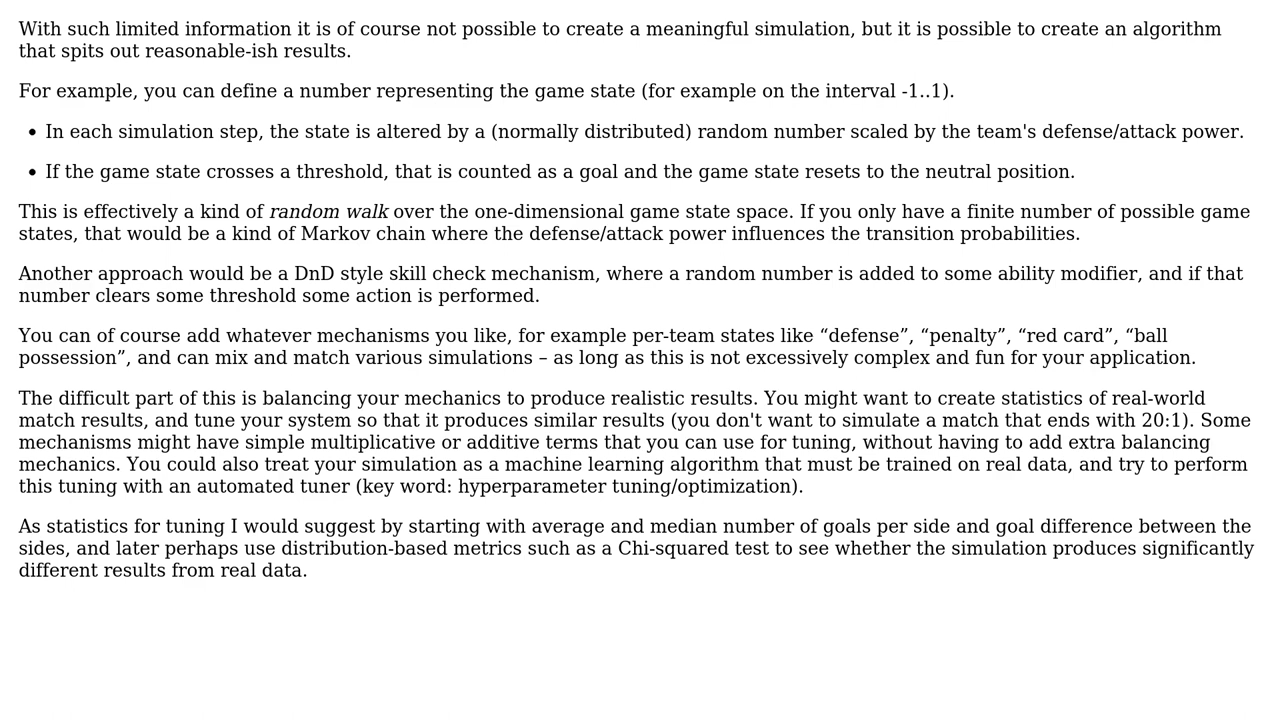 With such limited information it is of course not possible to create a meaningful simulation, but it is possible to create an algorithm
that spits out reasonable-ish results.
For example, you can define a number representing the game state (for example on the interval -1..1).
• In each simulation step, the state is altered by a (normally distributed) random number scaled by the team's defense/attack power.
• If the game state crosses a threshold, that is counted as a goal and the game state resets to the neutral position.
This is effectively a kind of random walk over the one-dimensional game state space. If you only have a finite number of possible game
states, that would be a kind of Markov chain where the defense/attack power influences the transition probabilities.
Another approach would be a DnD style skill check mechanism, where a random number is added to some ability modifier, and if that
number clears some threshold some action is performed.
You can of course add whatever mechanisms you like, for example per-team states like “defense”, “penalty”, “red card”, “ball
possession”, and can mix and match various simulations – as long as this is not excessively complex and fun for your application.
The difficult part of this is balancing your mechanics to produce realistic results. You might want to create statistics of real-world
match results, and tune your system so that it produces similar results (you don't want to simulate a match that ends with 20:1). Some
mechanisms might have simple multiplicative or additive terms that you can use for tuning, without having to add extra balancing
mechanics. You could also treat your simulation as a machine learning algorithm that must be trained on real data, and try to perform
this tuning with an automated tuner (key word: hyperparameter tuning/optimization).
As statistics for tuning I would suggest by starting with average and median number of goals per side and goal difference between the
sides, and later perhaps use distribution-based metrics such as a Chi-squared test to see whether the simulation produces significantly
different results from real data.